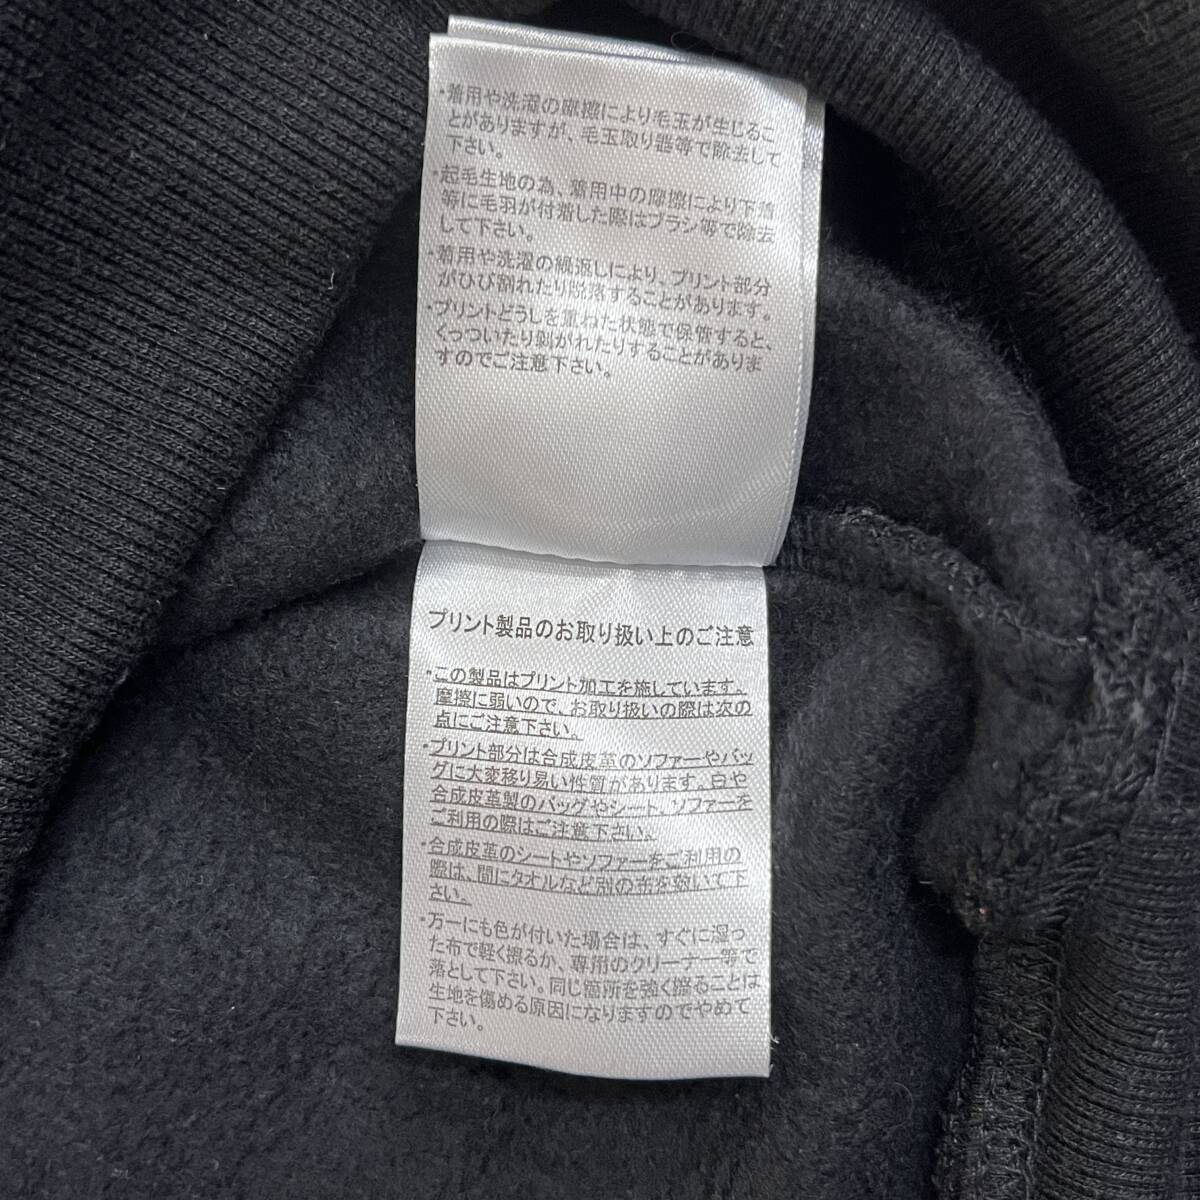 ・着用や洗濯の摩擦により毛玉が生じるこ
とがありますが、毛玉取り器等で除去して
下さい。
・起毛生地の為、着用中の摩擦により下着
等に毛羽が付着した際はブラシ等で除去
して下さい。
・着用や洗濯の繰返しにより、プリント部分
がひび割れたり脱落することがあります。
・プリントどうしを重ねた状態で保管すると、
くっついたり剝がれたりすることがありま
すのでご注意下さい。
プリント製品のお取り扱い上のご注意
・この製品はプリント加工を施しています。
摩擦に弱いので、お取り扱いの際は次の
点にご注意下さい。
・プリント部分は合成皮革のソファーやバッ
グに大変移り易い性質があります。白や
合成皮革製のバッグやシート、ソファーを
ご利用の際はご注意下さい。
・合成皮革のシートやソファーをご利用の
際は、間にタオルなど別の布を敷いて下
さい。
・万一にも色が付いた場合は、すぐに湿っ
た布で軽く擦るか、専用のクリーナー等で
落として下さい。同じ箇所を強く擦ることは
生地を傷める原因になりますのでやめて
下さい。